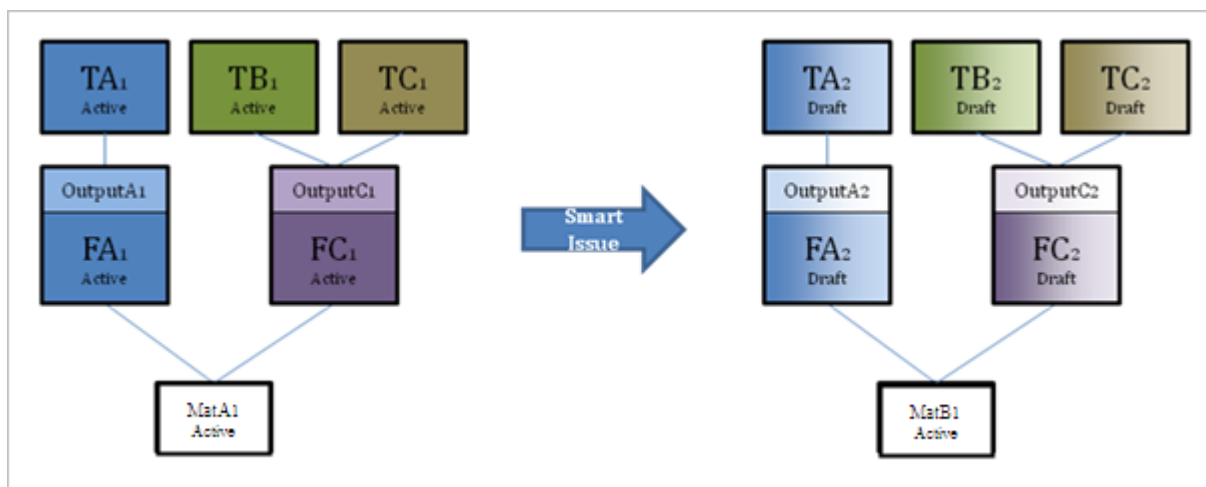 TA1
Active
TB1
Active
TC1
Active
OutputA1
FA1
Active
OutputC1
FC1
Active
MatA1
Active
Smart
Issue
TA2
Draft
TB2
Draft
TC2
Draft
OutputA2
FA2
Draft
OutputC2
FC2
Draft
MatB1
Active